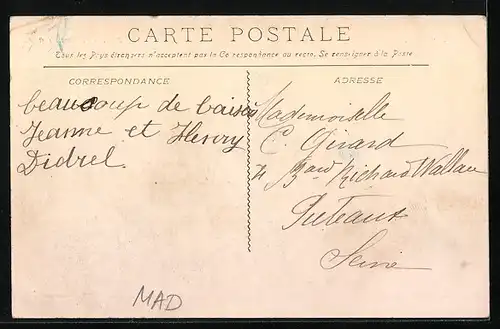 CARTE POSTALE
Tous les Pays étrangers n'acceptent pas la Correspondance au recto, Se renseigner à la Poste
CORRESPONDANCE
beaucoup de baisers
Jeanne et Henry
Didrel.
ADRESSE
Mademoiselle
C. Girard
4 Bard Richard Wallace
Puteaux
Seine
MAD